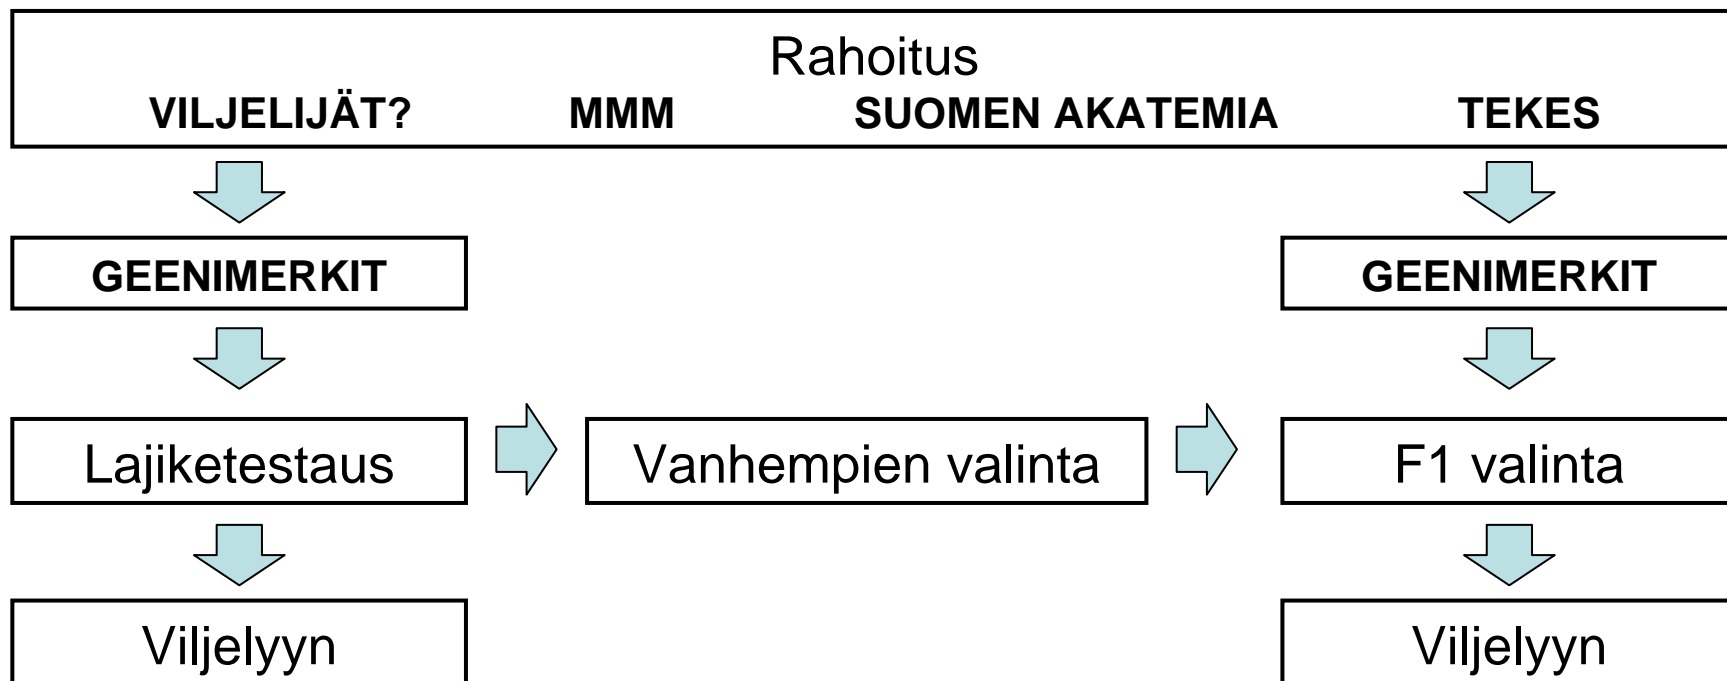 Rahoitus
VILJELIJÄT? MMM SUOMEN AKATEMIA TEKES
GEENIMERKIT GEENIMERKIT
Lajiketestaus Vanhempien valinta F1 valinta
Viljelyyn Viljelyyn